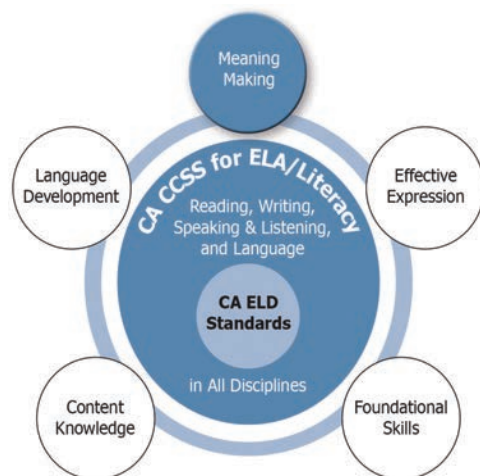 Meaning
Making
CA CCSS for ELA/Literacy
Language
Development
Effective
Expression
Reading, Writing,
Speaking & Listening,
and Language
CA ELD
Standards
in All Disciplines
Content
Knowledge
Foundational
Skills